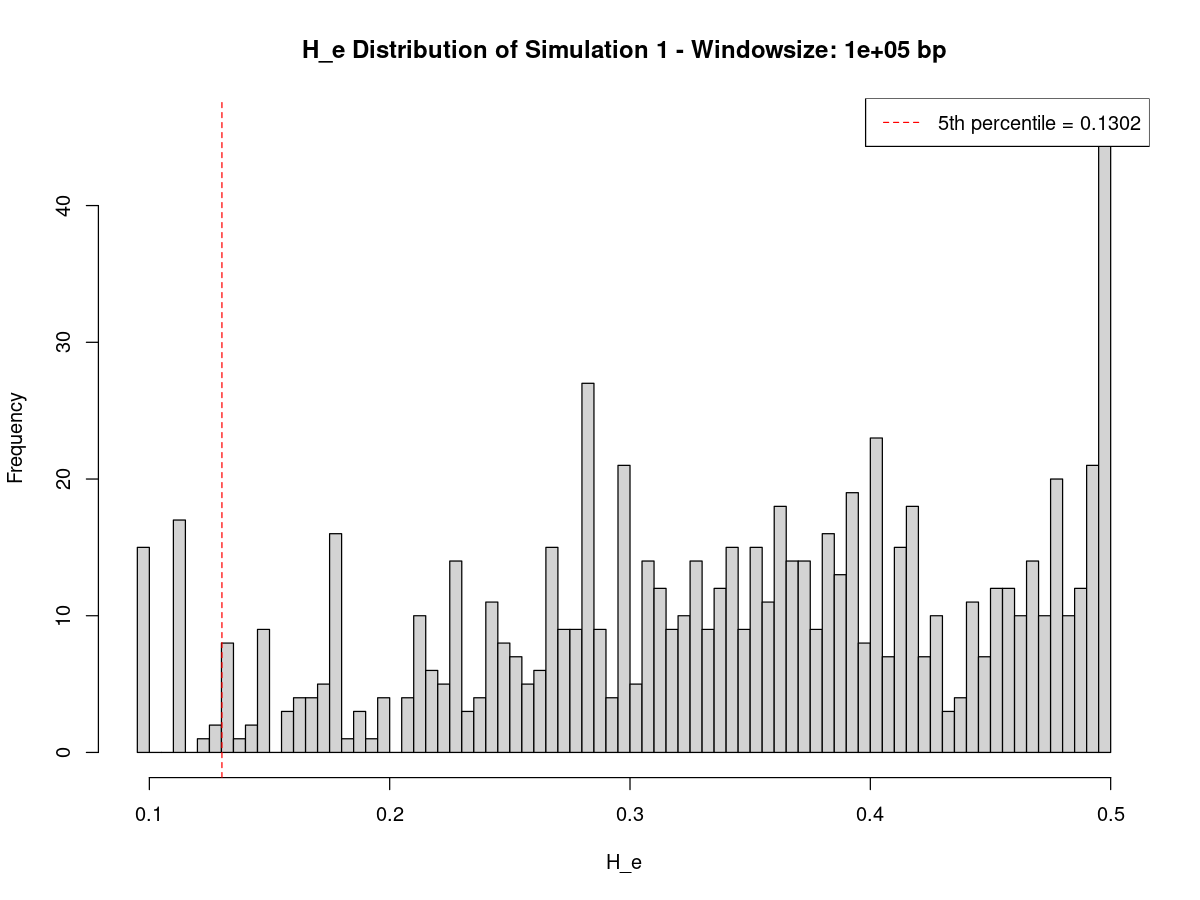 H_e Distribution of Simulation 1 - Windowsize: 1e+05 bp
5th percentile = 0.1302
Frequency
40
30
20
10
0
0.1 0.2 0.3 0.4 0.5
H_e